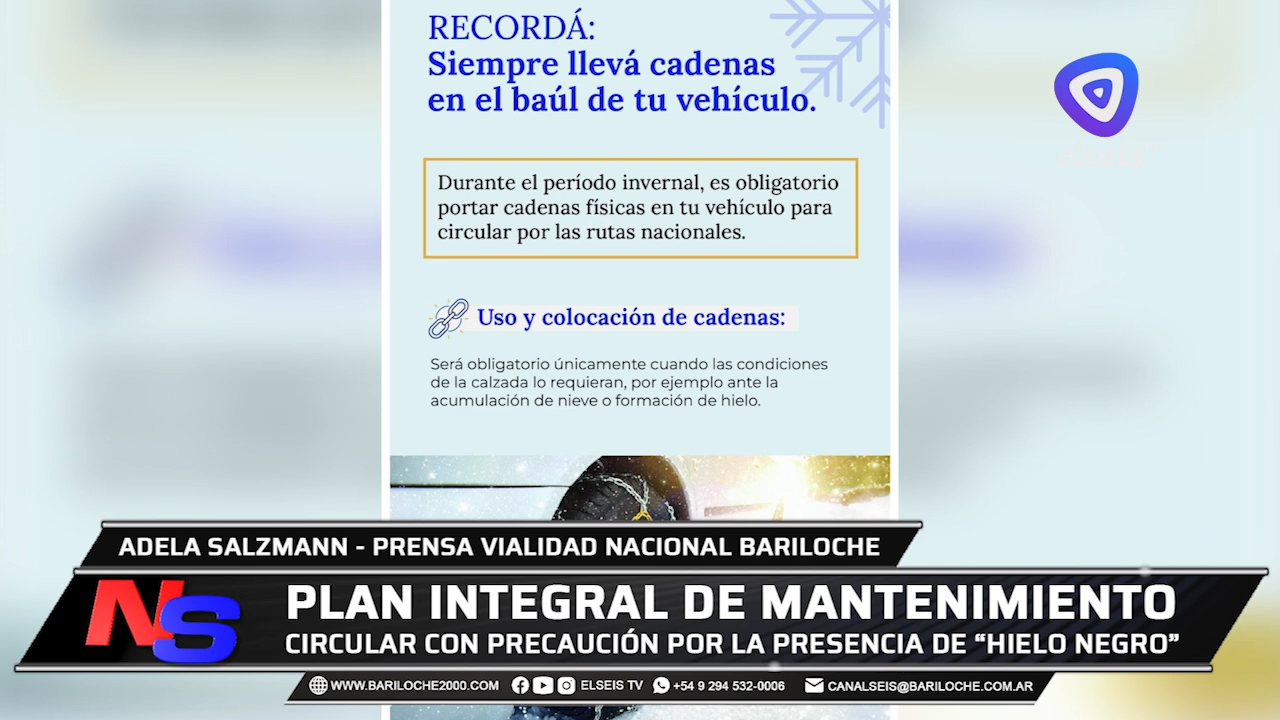 RECORDÁ:
Siempre llevá cadenas
en el baúl de tu vehículo.
Durante el período invernal, es obligatorio
portar cadenas físicas en tu vehículo para
circular por las rutas nacionales.
Uso y colocación de cadenas:
Será obligatorio únicamente cuando las condiciones
de la calzada lo requieran, por ejemplo ante la
acumulación de nieve o formación de hielo.
ADELA SALZMANN - PRENSA VIALIDAD NACIONAL BARILOCHE
NS
PLAN INTEGRAL DE MANTENIMIENTO
CIRCULAR CON PRECAUCIÓN POR LA PRESENCIA DE “HIELO NEGRO”
WWW.BARILOCHE2000.COM ELSEIS TV +54 9 294 532-0006 CANALSEIS@BARILOCHE.COM.AR